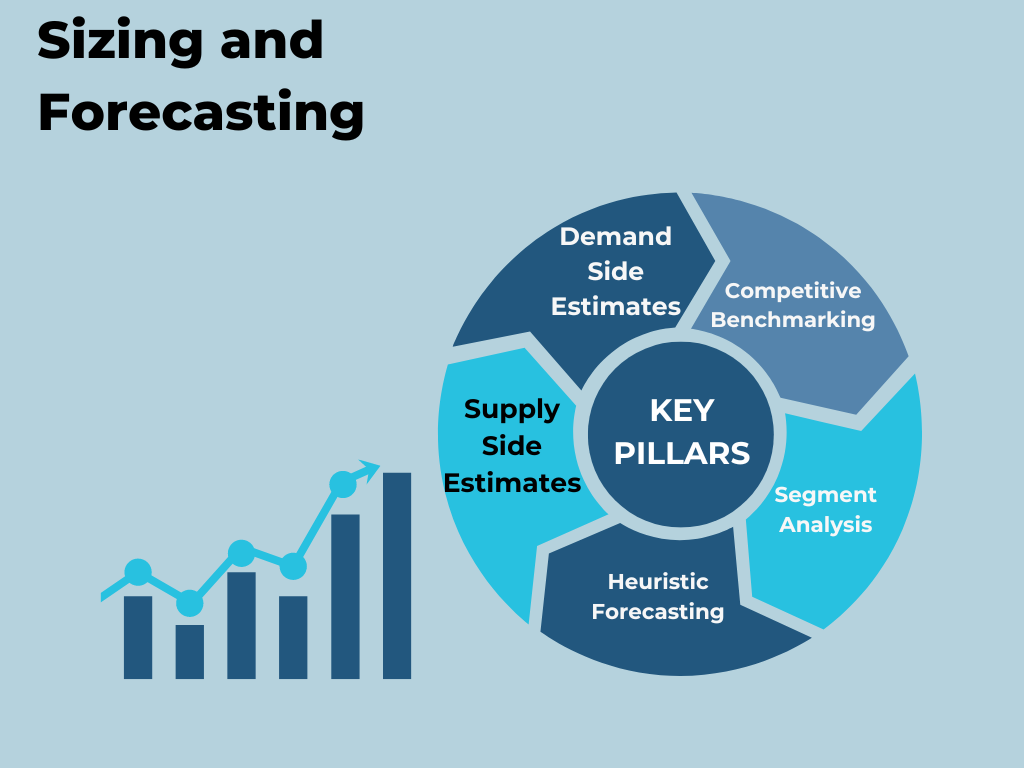 Sizing and
Forecasting
Demand
Side
Estimates
Competitive
Benchmarking
Supply
Side
Estimates
KEY
PILLARS
Segment
Analysis
Heuristic
Forecasting